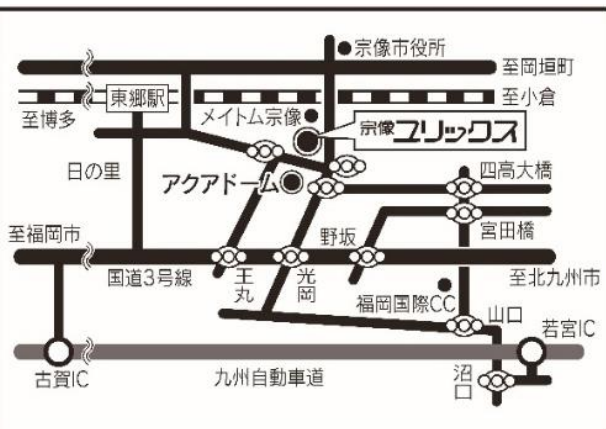 宗像市役所
至岡垣町
東郷駅
至小倉
至博多
メイトム宗像
宗像ユリックス
日の里
アクアドーム
四高大橋
至福岡市
野坂
宮田橋
国道3号線
王丸
光岡
至北九州市
福岡国際CC
山口
若宮IC
古賀IC
九州自動車道
沼口